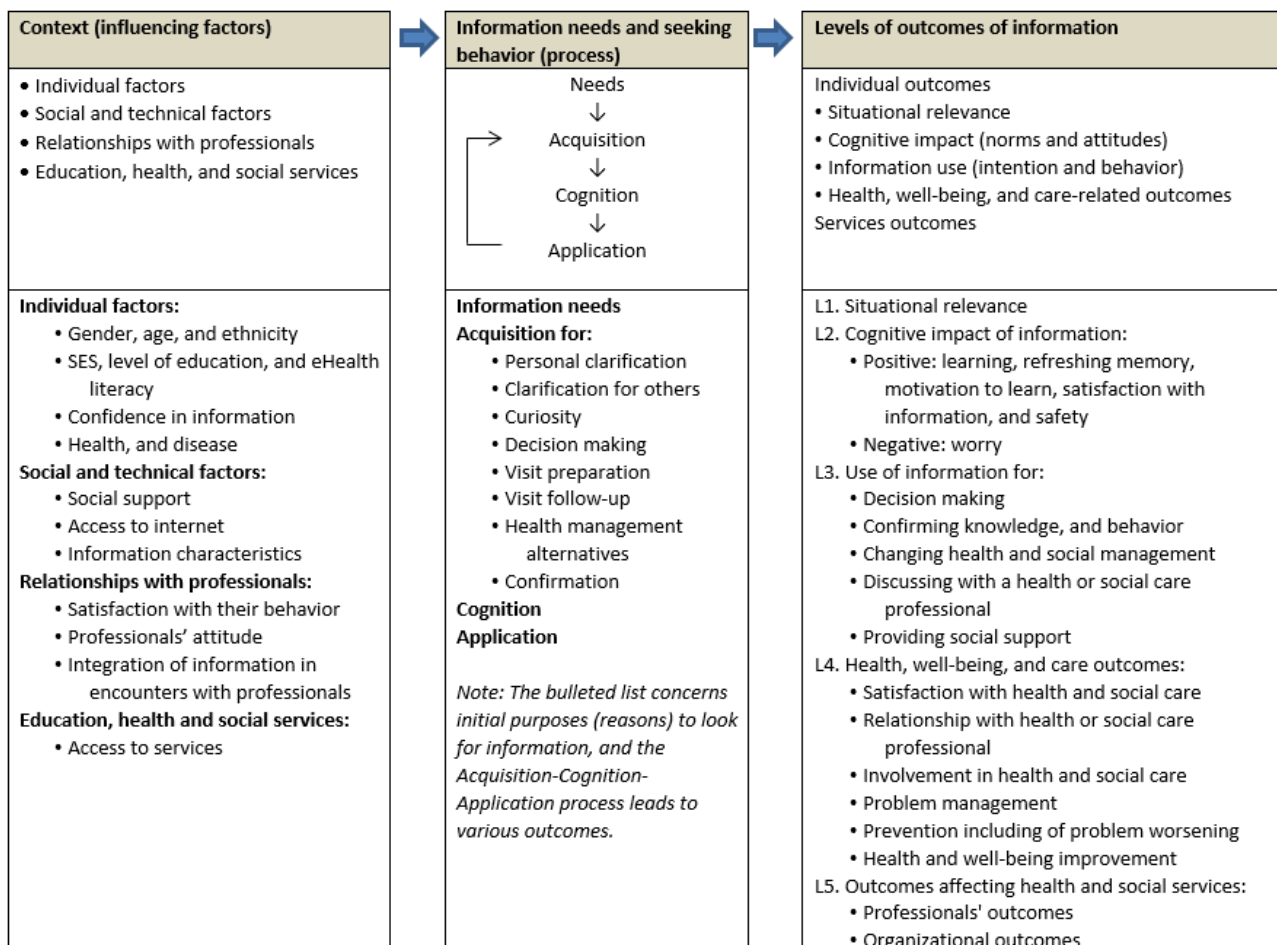 Context (influencing factors)
• Individual factors
• Social and technical factors
• Relationships with professionals
• Education, health, and social services
Individual factors:
• Gender, age, and ethnicity
• SES, level of education, and eHealth
literacy
• Confidence in information
• Health, and disease
Social and technical factors:
• Social support
• Access to internet
• Information characteristics
Relationships with professionals:
• Satisfaction with their behavior
• Professionals’ attitude
• Integration of information in
encounters with professionals
Education, health and social services:
• Access to services
Information needs and seeking
behavior (process)
Needs
↓
Acquisition
↓
Cognition
↓
Application
Information needs
Acquisition for:
• Personal clarification
• Clarification for others
• Curiosity
• Decision making
• Visit preparation
• Visit follow-up
• Health management
alternatives
• Confirmation
Cognition
Application
Note: The bulleted list concerns
initial purposes (reasons) to look
for information, and the
Acquisition-Cognition-
Application process leads to
various outcomes.
Levels of outcomes of information
Individual outcomes
• Situational relevance
• Cognitive impact (norms and attitudes)
• Information use (intention and behavior)
• Health, well-being, and care-related outcomes
Services outcomes
L1. Situational relevance
L2. Cognitive impact of information:
• Positive: learning, refreshing memory,
motivation to learn, satisfaction with
information, and safety
• Negative: worry
L3. Use of information for:
• Decision making
• Confirming knowledge, and behavior
• Changing health and social management
• Discussing with a health or social care
professional
• Providing social support
L4. Health, well-being, and care outcomes:
• Satisfaction with health and social care
• Relationship with health or social care
professional
• Involvement in health and social care
• Problem management
• Prevention including of problem worsening
• Health and well-being improvement
L5. Outcomes affecting health and social services:
• Professionals' outcomes
• Organizational outcomes